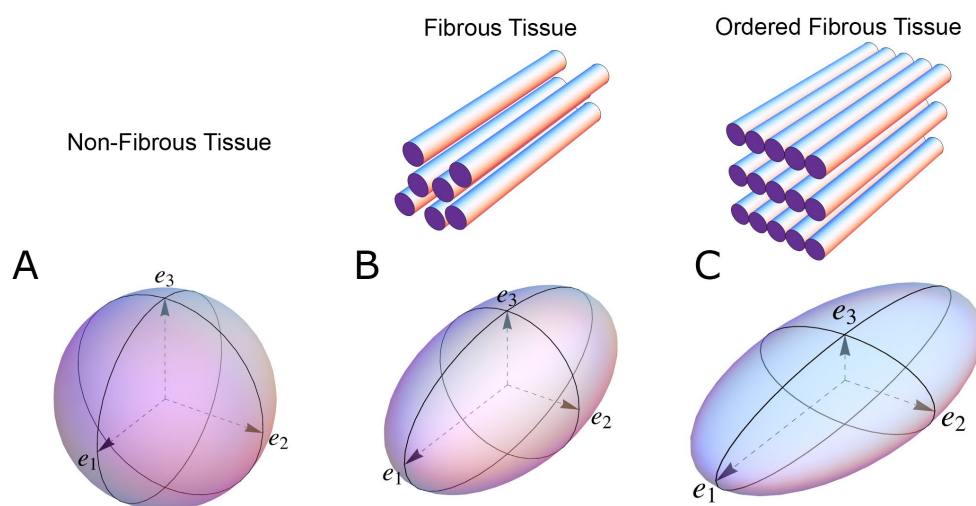 Fibrous Tissue
Ordered Fibrous Tissue
Non-Fibrous Tissue
A
B
C
e3
e1
e2
e3
e1
e2
e3
e1
e2